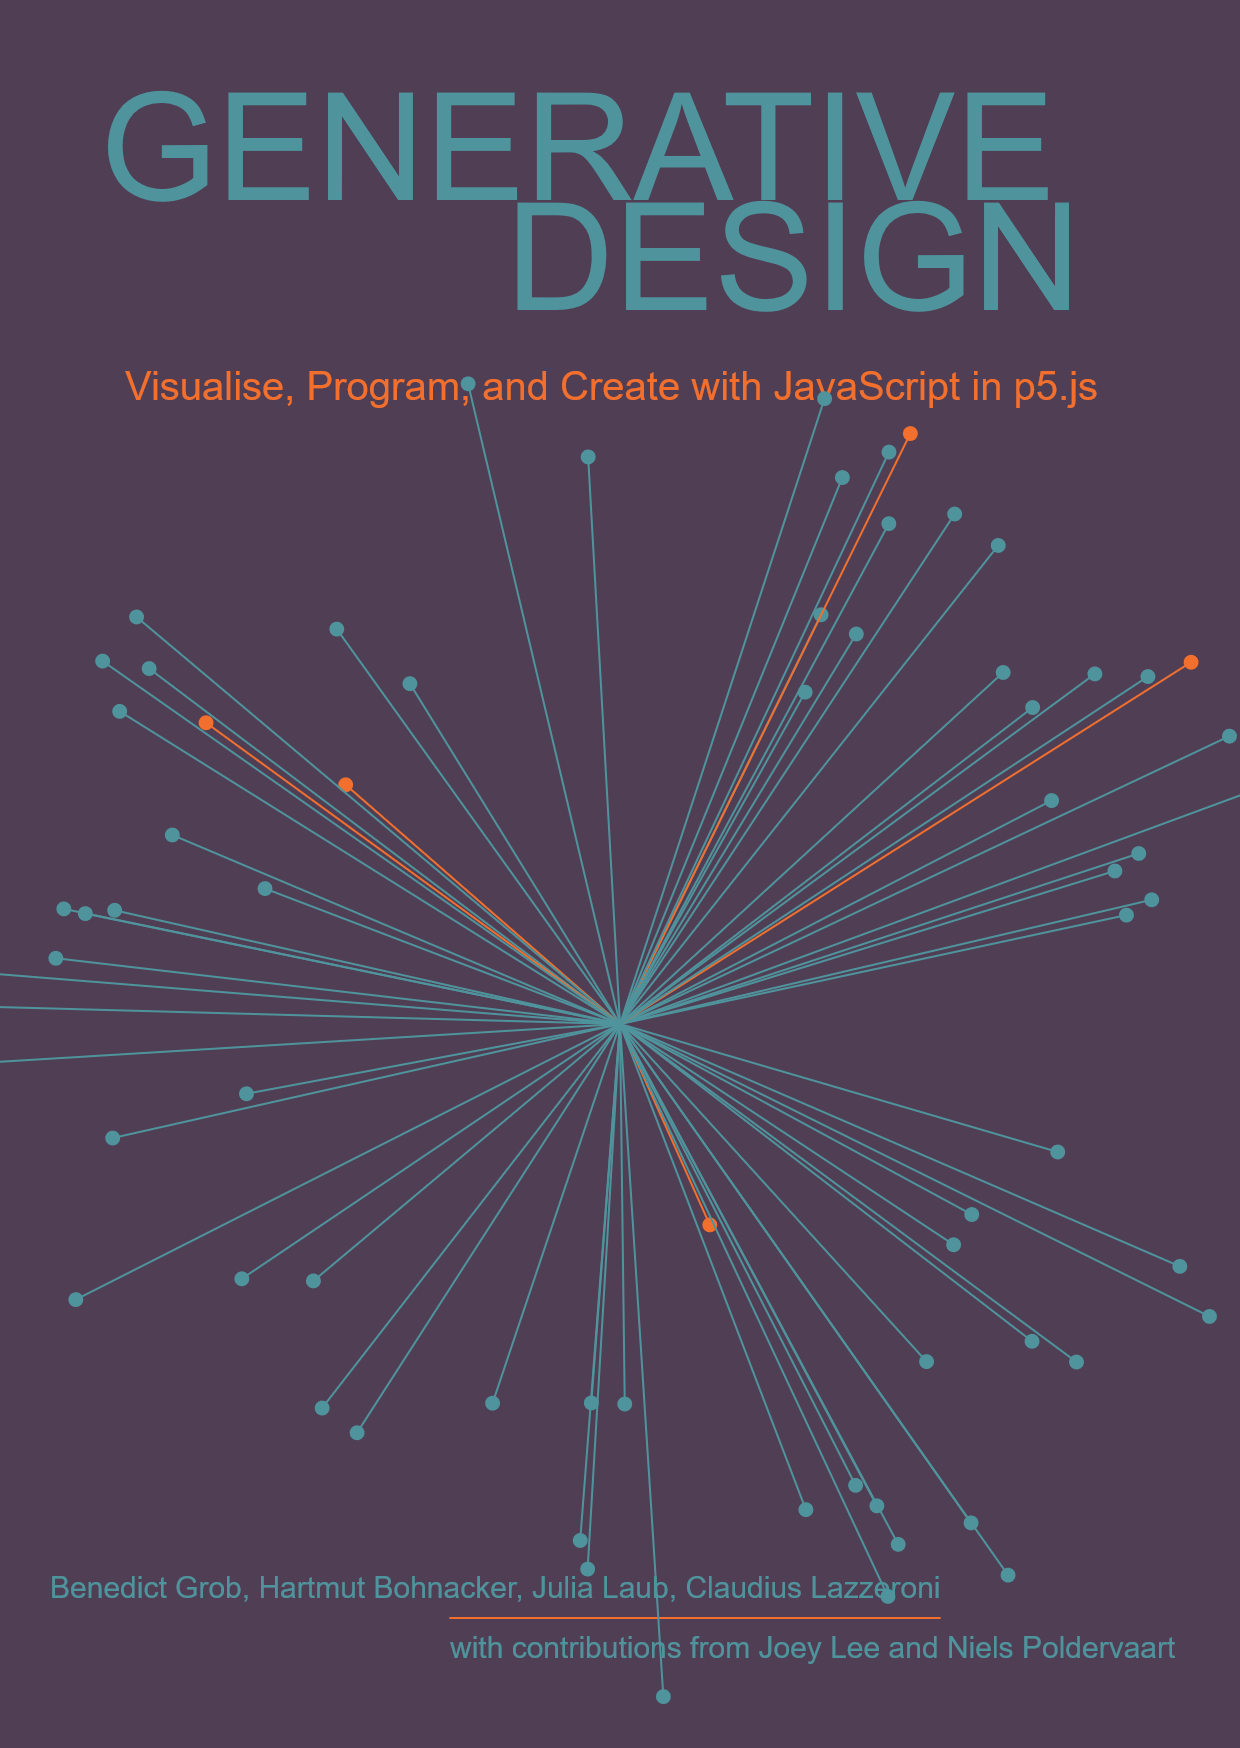 GENERATIVE
DESIGN
Visualise, Program, and Create with JavaScript in p5.js
Benedict Grob, Hartmut Bohnacker, Julia Laub, Claudius Lazzeroni
with contributions from Joey Lee and Niels Poldervaart